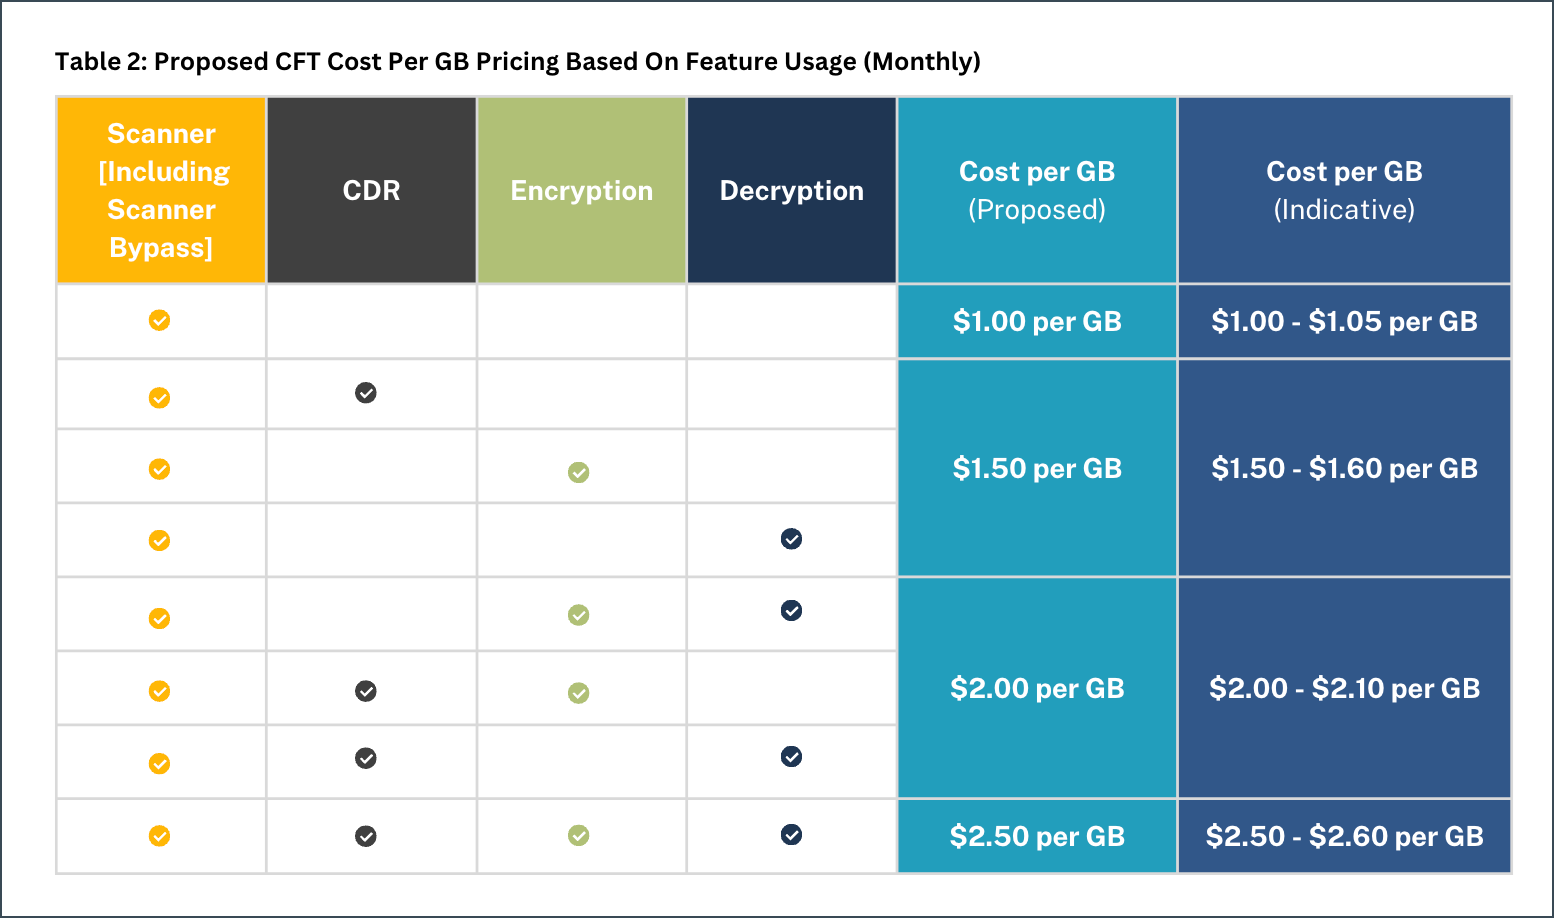 Table 2: Proposed CFT Cost Per GB Pricing Based On Feature Usage (Monthly)
Scanner
[Including
Scanner
Bypass]
CDR
Encryption
Decryption
Cost per GB
(Proposed)
Cost per GB
(Indicative)
$1.00 per GB
$1.00 - $1.05 per GB
$1.50 per GB
$1.50 - $1.60 per GB
$2.00 per GB
$2.00 - $2.10 per GB
$2.50 per GB
$2.50 - $2.60 per GB